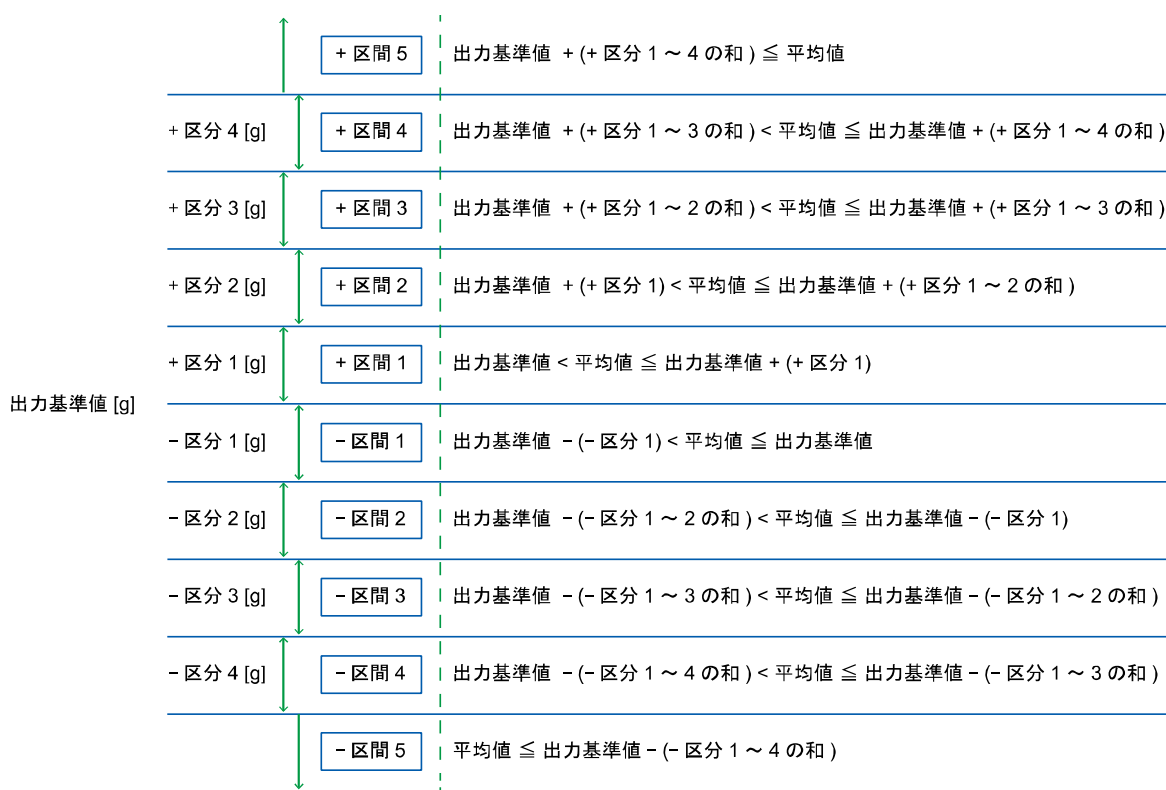 + 区間 5 出力基準値 + (+ 区分 1 ~ 4 の和 ) ≦ 平均値
+ 区分 4 [g] + 区間 4 出力基準値 + (+ 区分 1 ~ 3 の和 ) < 平均値 ≦ 出力基準値 + (+ 区分 1 ~ 4 の和 )
+ 区分 3 [g] + 区間 3 出力基準値 + (+ 区分 1 ~ 2 の和 ) < 平均値 ≦ 出力基準値 + (+ 区分 1 ~ 3 の和 )
+ 区分 2 [g] + 区間 2 出力基準値 + (+ 区分 1) < 平均値 ≦ 出力基準値 + (+ 区分 1 ~ 2 の和 )
+ 区分 1 [g] + 区間 1 出力基準値 < 平均値 ≦ 出力基準値 + (+ 区分 1)
出力基準値 [g]
− 区分 1 [g] − 区間 1 出力基準値 − (− 区分 1) < 平均値 ≦ 出力基準値
− 区分 2 [g] − 区間 2 出力基準値 − (− 区分 1 ~ 2 の和 ) < 平均値 ≦ 出力基準値 − (− 区分 1)
− 区分 3 [g] − 区間 3 出力基準値 − (− 区分 1 ~ 3 の和 ) < 平均値 ≦ 出力基準値 − (− 区分 1 ~ 2 の和 )
− 区分 4 [g] − 区間 4 出力基準値 − (− 区分 1 ~ 4 の和 ) < 平均値 ≦ 出力基準値 − (− 区分 1 ~ 3 の和 )
− 区間 5 平均値 ≦ 出力基準値 − (− 区分 1 ~ 4 の和 )